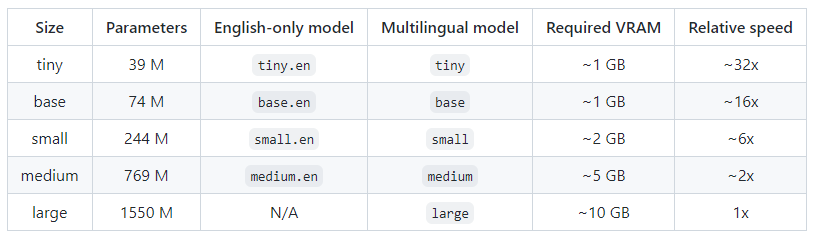 Size Parameters English-only model Multilingual model Required VRAM Relative speed
tiny 39 M tiny.en tiny ~1 GB ~32x
base 74 M base.en base ~1 GB ~16x
small 244 M small.en small ~2 GB ~6x
medium 769 M medium.en medium ~5 GB ~2x
large 1550 M N/A large ~10 GB 1x